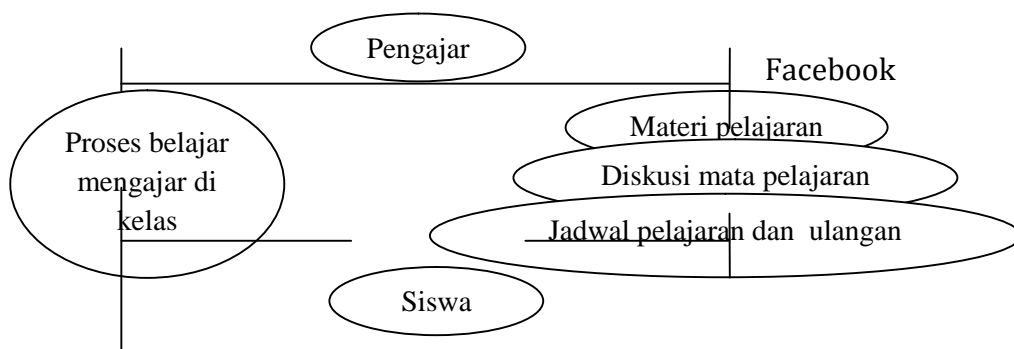 Pengajar
Facebook
Materi pelajaran
Proses belajar
mengajar di
kelas
Diskusi mata pelajaran
Jadwal pelajaran dan ulangan
Siswa